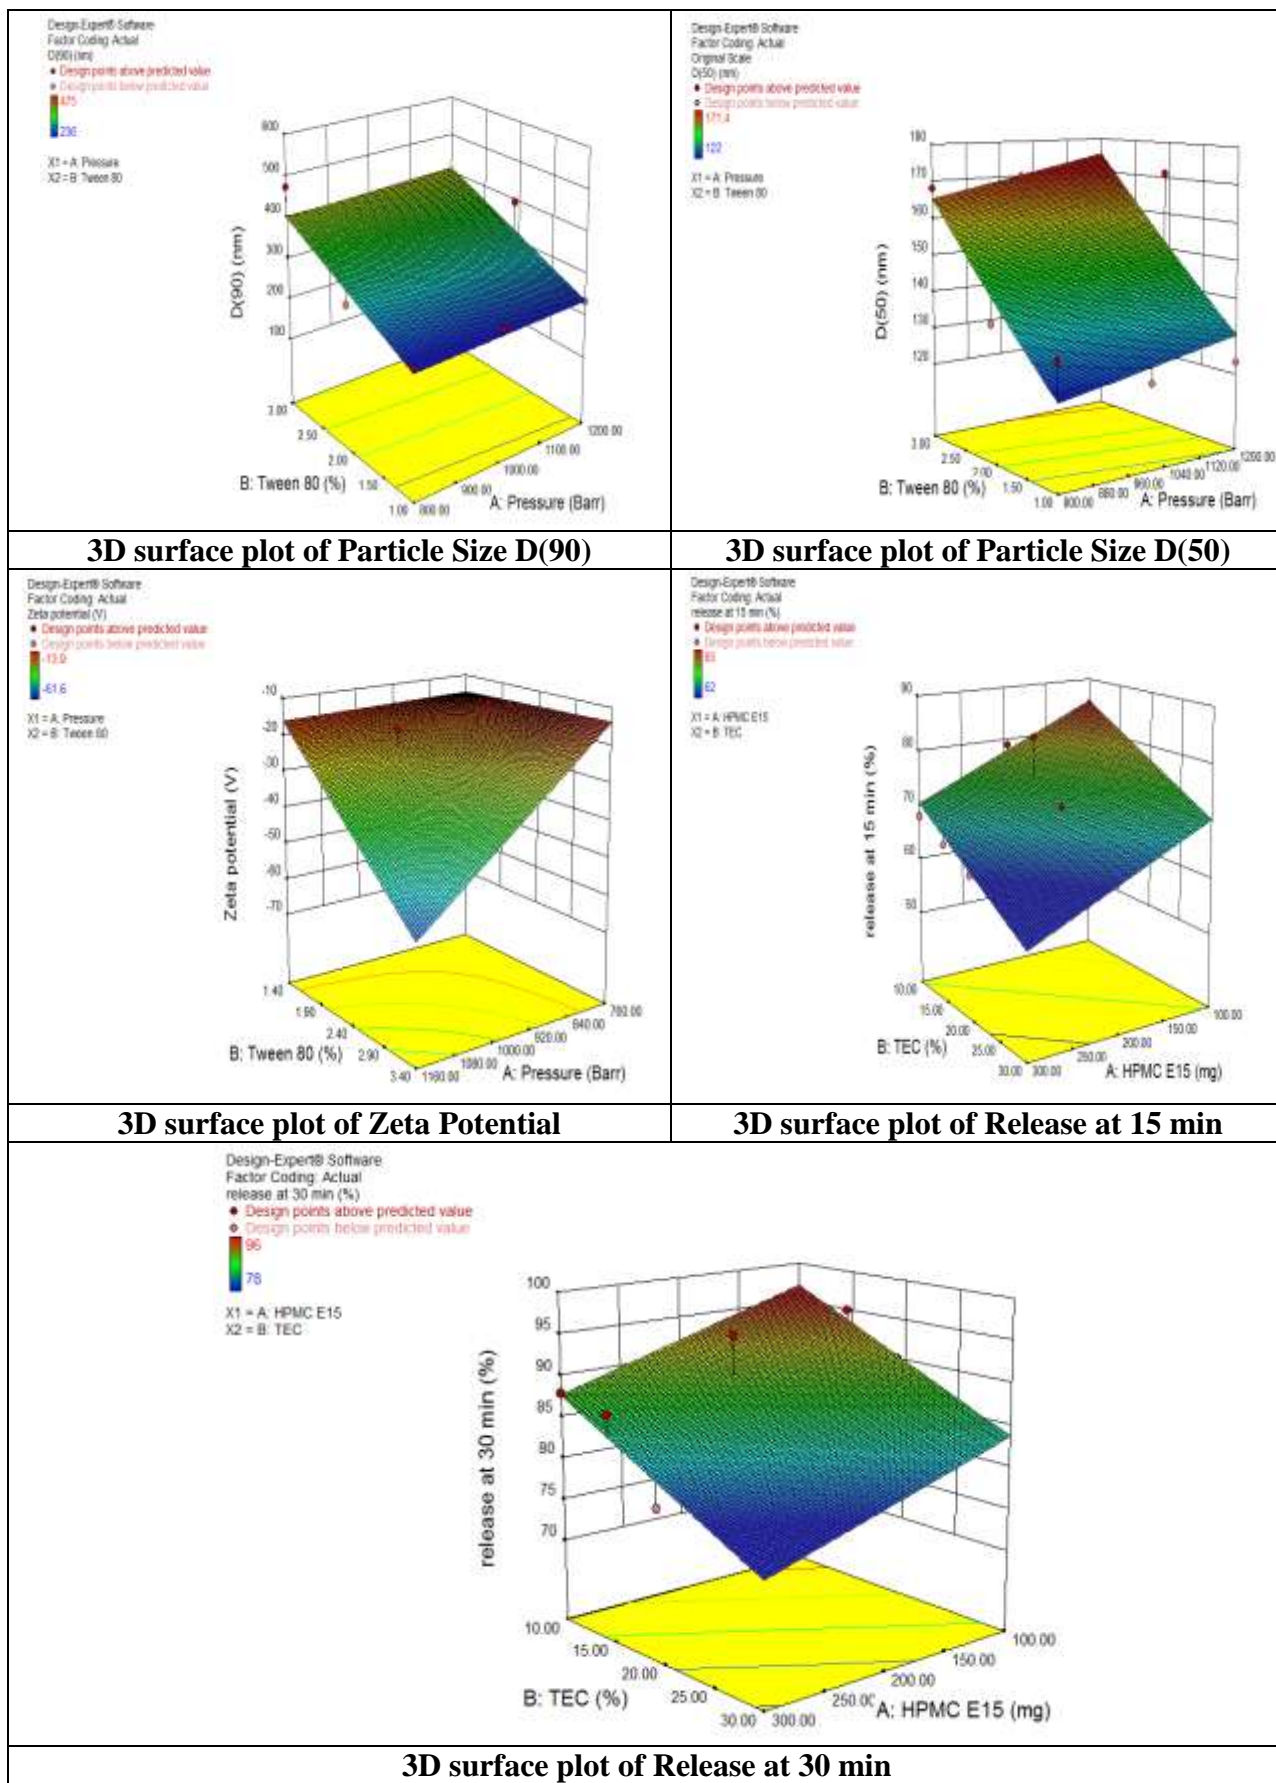 Design-Expert® Software
Factor Coding: Actual
D(90) (nm)
Design points above predicted value
Design points below predicted value
475
236
X1 = A: Pressure
X2 = B: Tween 80
600
500
400
300
200
100
D(90) (nm)
3.00
2.50
2.00
1.50
1.00
B: Tween 80 (%)
800.00
900.00
1000.00
1100.00
1200.00
A: Pressure (Barr)
3D surface plot of Particle Size D(90)
Design-Expert® Software
Factor Coding: Actual
Original Scale
D(50) (nm)
Design points above predicted value
Design points below predicted value
171.4
122
X1 = A: Pressure
X2 = B: Tween 80
180
170
160
150
140
130
120
D(50) (nm)
3.00
2.50
2.00
1.50
1.00
B: Tween 80 (%)
800.00
880.00
960.00
1040.00
1120.00
1200.00
A: Pressure (Barr)
3D surface plot of Particle Size D(50)
Design-Expert® Software
Factor Coding: Actual
Zeta potential (V)
Design points above predicted value
Design points below predicted value
-13.9
-61.6
X1 = A: Pressure
X2 = B: Tween 80
-10
-20
-30
-40
-50
-60
-70
Zeta potential (V)
1.40
1.90
2.40
2.90
3.40
B: Tween 80 (%)
1160.00
1080.00
1000.00
920.00
840.00
760.00
A: Pressure (Barr)
3D surface plot of Zeta Potential
Design-Expert® Software
Factor Coding: Actual
release at 15 min (%)
Design points above predicted value
Design points below predicted value
62
X1 = A: HPMC E15
X2 = B: TEC
90
80
70
60
50
release at 15 min (%)
10.00
15.00
20.00
25.00
30.00
B: TEC (%)
300.00
250.00
200.00
150.00
100.00
A: HPMC E15 (mg)
3D surface plot of Release at 15 min
Design-Expert® Software
Factor Coding: Actual
release at 30 min (%)
Design points above predicted value
Design points below predicted value
96
78
X1 = A: HPMC E15
X2 = B: TEC
100
95
90
85
80
75
70
release at 30 min (%)
10.00
15.00
20.00
25.00
30.00
B: TEC (%)
300.00
250.00
200.00
150.00
100.00
A: HPMC E15 (mg)
3D surface plot of Release at 30 min